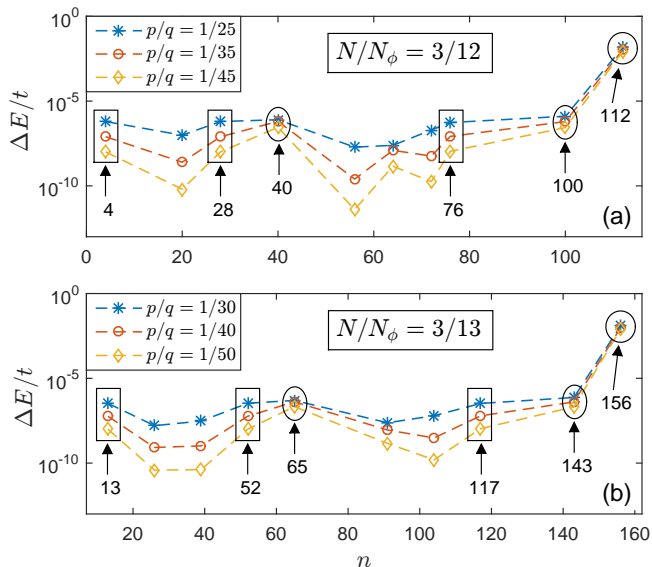 10^0
10^{-5}
10^{-10}
ΔE/t
p/q = 1/25
p/q = 1/35
p/q = 1/45
N/N_ϕ = 3/12
4
28
40
76
100
112
(a)
0 20 40 60 80 100
10^0
10^{-5}
10^{-10}
ΔE/t
p/q = 1/30
p/q = 1/40
p/q = 1/50
N/N_ϕ = 3/13
13
52
65
117
143
156
(b)
0 20 40 60 80 100 120 140 160
n